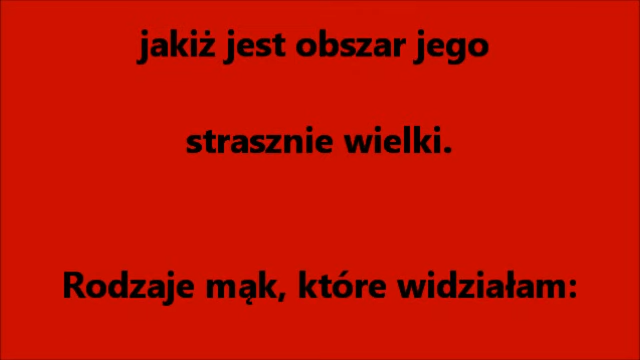 jakiż jest obszar jego
strasznie wielki.
Rodzaje mąk, które widziałam: